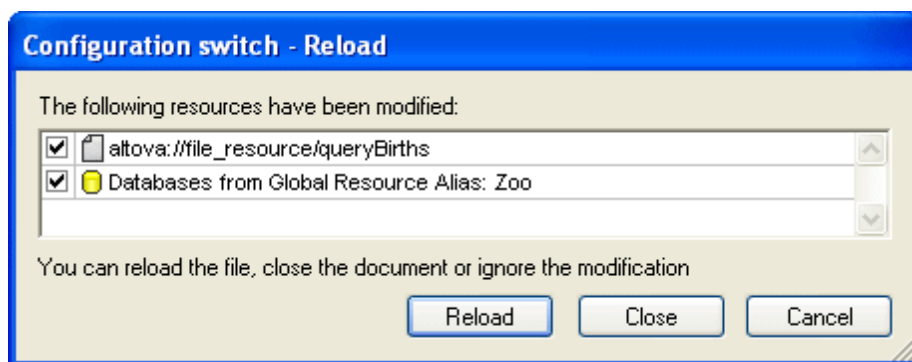 Configuration switch - Reload
The following resources have been modified:
altova://file_resource/queryBirths
Databases from Global Resource Alias: Zoo
You can reload the file, close the document or ignore the modification
Reload Close Cancel